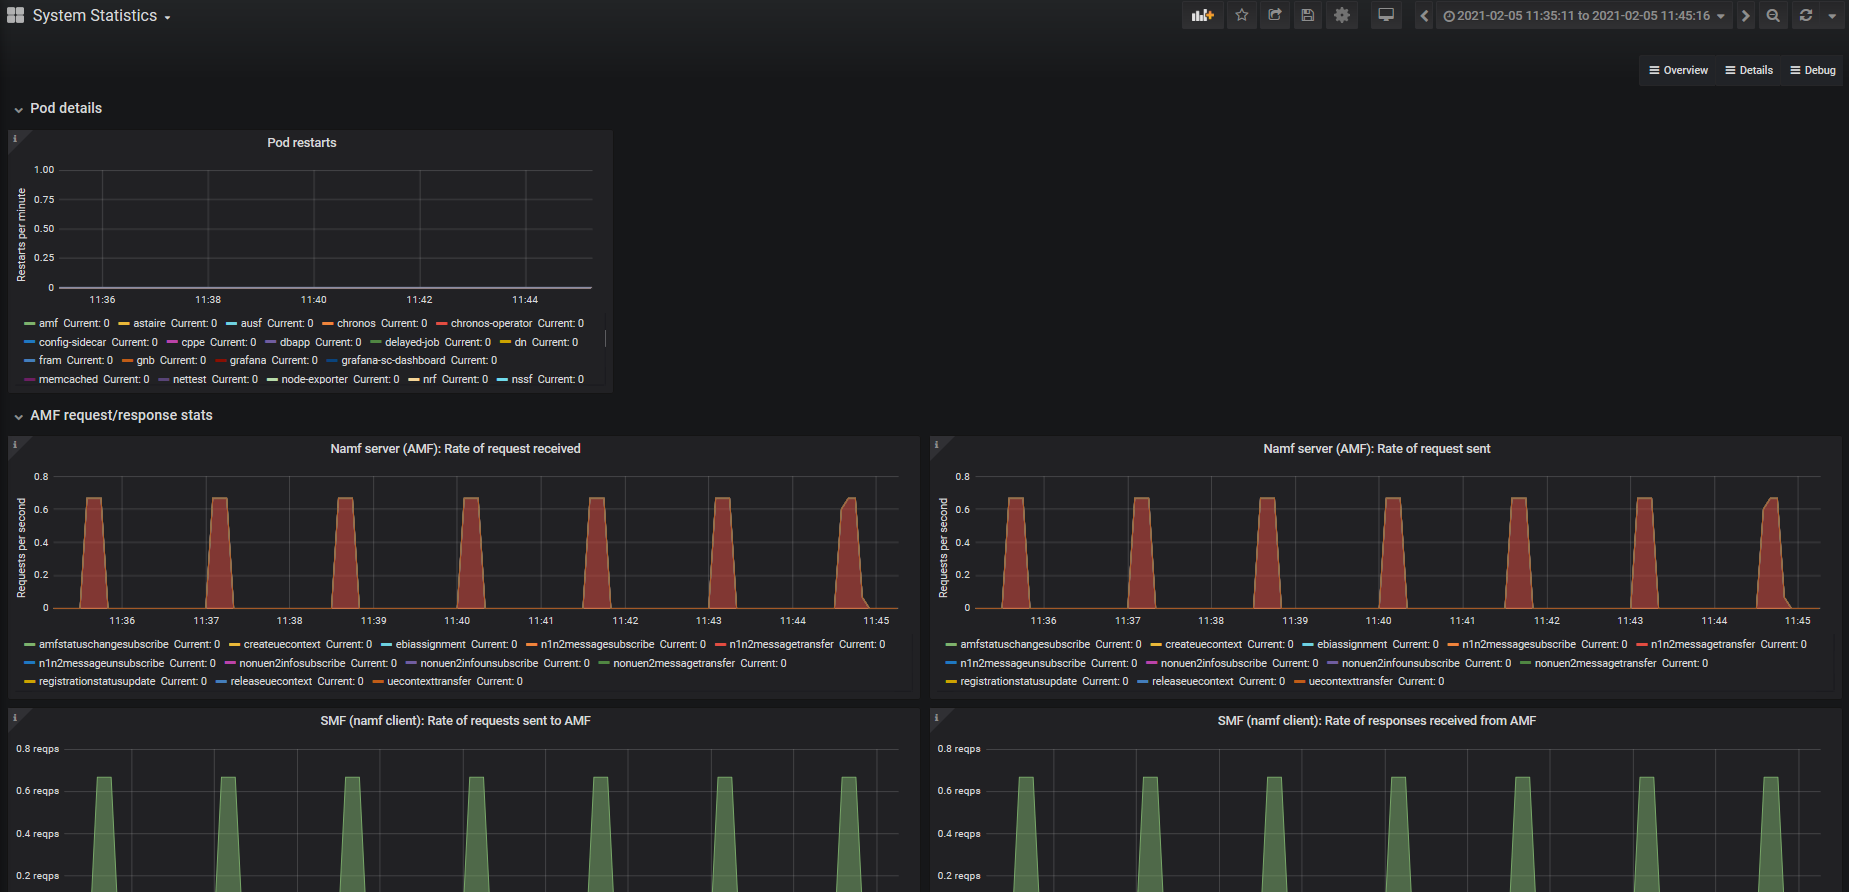 System Statistics
2021-02-05 11:35:11 to 2021-02-05 11:45:16
Overview Details Debug
Pod details
Pod restarts
Restarts per minute
1.00
0.75
0.50
0.25
0
11:36 11:38 11:40 11:42 11:44
amf Current: 0 astaire Current: 0 ausf Current: 0 chronos Current: 0 chronos-operator Current: 0
config-sidecar Current: 0 cppe Current: 0 dbapp Current: 0 delayed-job Current: 0 dn Current: 0
fram Current: 0 gnb Current: 0 grafana Current: 0 grafana-sc-dashboard Current: 0
memcached Current: 0 nettest Current: 0 node-exporter Current: 0 nrf Current: 0 nssf Current: 0
AMF request/response stats
Namf server (AMF): Rate of request received
Requests per second
0.8
0.6
0.4
0.2
0
11:36 11:37 11:38 11:39 11:40 11:41 11:42 11:43 11:44 11:45
amfstatuschangesubscribe Current: 0 createuecontext Current: 0 ebiassignment Current: 0 n1n2messagesubscribe Current: 0 n1n2messagetransfer Current: 0
n1n2messageunsubscribe Current: 0 nonuen2infosubscribe Current: 0 nonuen2infounsubscribe Current: 0 nonuen2messagetransfer Current: 0
registrationstatusupdate Current: 0 releaseuecontext Current: 0 uecontexttransfer Current: 0
Namf server (AMF): Rate of request sent
Requests per second
0.8
0.6
0.4
0.2
0
11:36 11:37 11:38 11:39 11:40 11:41 11:42 11:43 11:44 11:45
amfstatuschangesubscribe Current: 0 createuecontext Current: 0 ebiassignment Current: 0 n1n2messagesubscribe Current: 0 n1n2messagetransfer Current: 0
n1n2messageunsubscribe Current: 0 nonuen2infosubscribe Current: 0 nonuen2infounsubscribe Current: 0 nonuen2messagetransfer Current: 0
registrationstatusupdate Current: 0 releaseuecontext Current: 0 uecontexttransfer Current: 0
SMF (namf client): Rate of requests sent to AMF
0.8 reqps
0.6 reqps
0.4 reqps
0.2 reqps
SMF (namf client): Rate of responses received from AMF
0.8 reqps
0.6 reqps
0.4 reqps
0.2 reqps